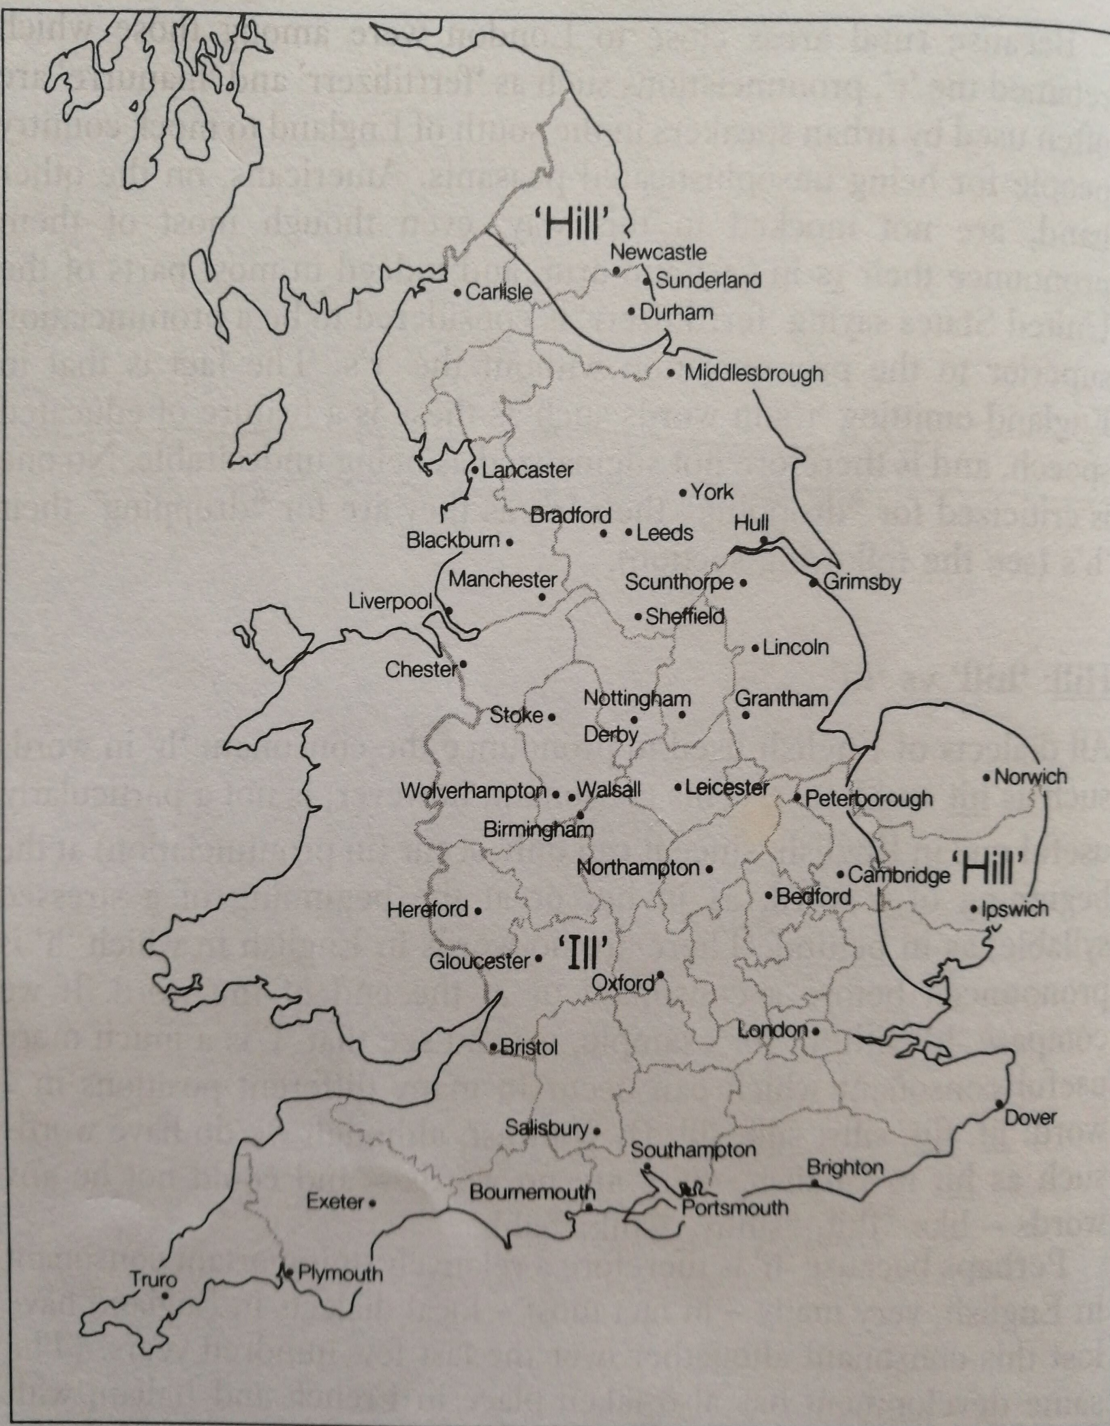 'Hill'
Newcastle
Sunderland
Carlisle
Durham
Middlesbrough
Lancaster
York
Bradford
Leeds
Hull
Blackburn
Manchester
Scunthorpe
Grimsby
Liverpool
Sheffield
Lincoln
Chester
Nottingham
Grantham
Stoke
Derby
Norwich
Wolverhampton
Walsall
Leicester
Peterborough
Birmingham
Northampton
Cambridge
'Hill'
Bedford
Hereford
Ipswich
Gloucester
'Ill'
Oxford
London
Bristol
Dover
Salisbury
Southampton
Brighton
Exeter
Bournemouth
Portsmouth
Truro
Plymouth